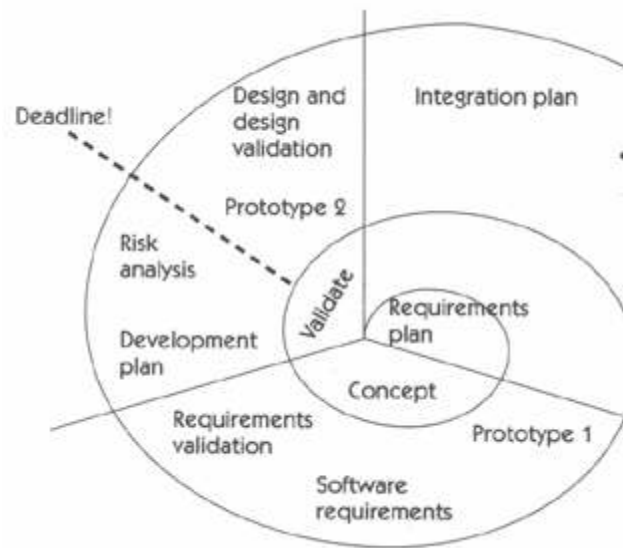 Design and
design
validation
Integration plan
Deadline!
Prototype 2
Risk
analysis
Validate
Requirements
plan
Development
plan
Concept
Requirements
validation
Prototype 1
Software
requirements